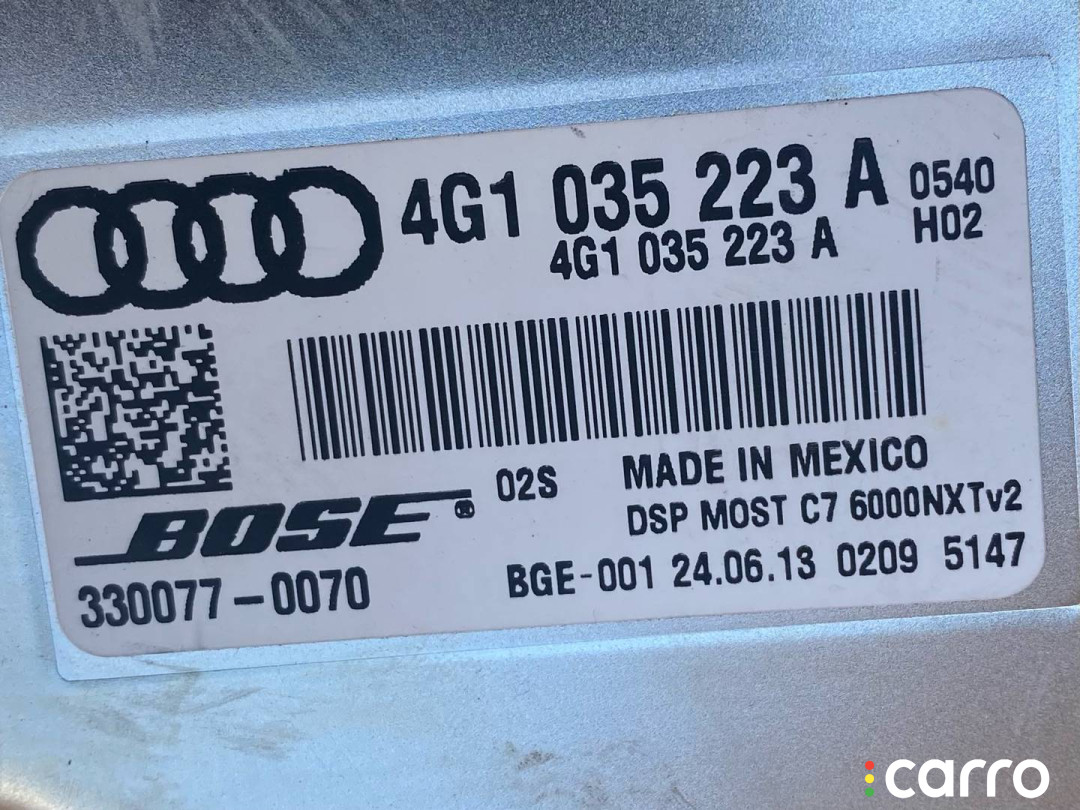 4G1 035 223 A 0540
4G1 035 223 A H02
02S MADE IN MEXICO
BOSE® DSP MOST C7 6000NXTv2
330077-0070 BGE-001 24.06.13 0209 5147
carro